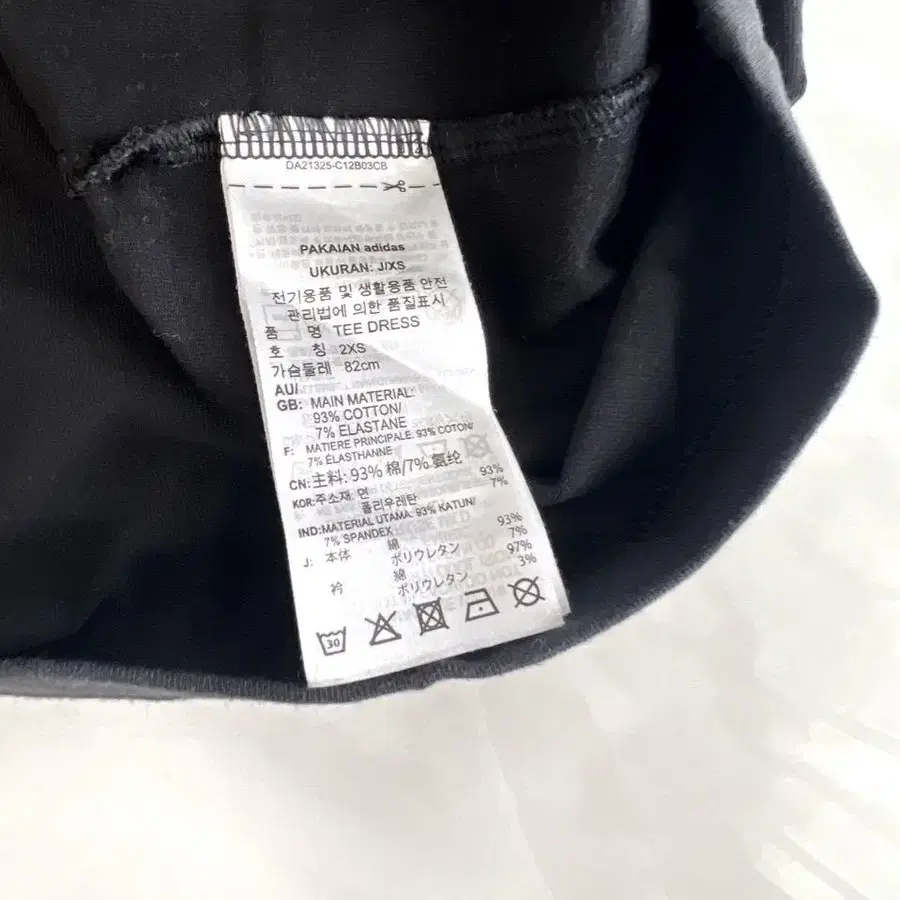 DA21325-C12B03CB
PAKAIAN adidas
UKURAN: J/XS
전기용품 및 생활용품 안전
관리법에 의한 품질표시
품 명 TEE DRESS
호 칭 2XS
가슴둘레 82cm
AU/
GB: MAIN MATERIAL:
93% COTTON/
7% ELASTANE
F: MATIERE PRINCIPALE: 93% COTON/
7% ÉLASTHANNE
CN: 主料: 93% 棉/7% 氨纶
KOR: 주소재: 면 93%
폴리우레탄 7%
IND: MATERIAL UTAMA: 93% KATUN/
7% SPANDEX
J: 本体 綿 93%
ポリウレタン 7%
衿 綿 97%
ポリウレタン 3%
30